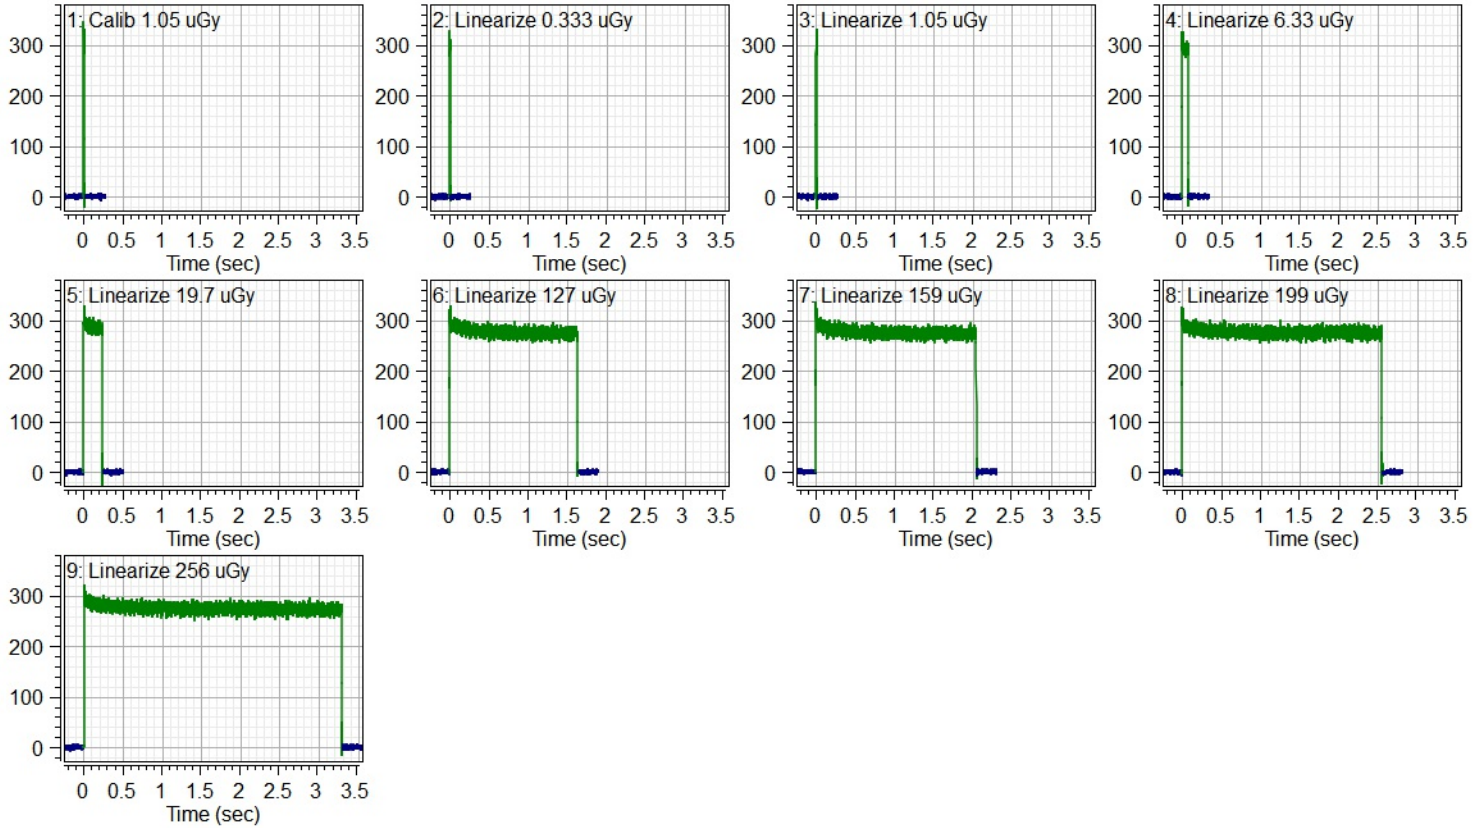 1: Calib 1.05 uGy
300
200
100
0
0 0.5 1 1.5 2 2.5 3 3.5
Time (sec)
2: Linearize 0.333 uGy
300
200
100
0
0 0.5 1 1.5 2 2.5 3 3.5
Time (sec)
3: Linearize 1.05 uGy
300
200
100
0
0 0.5 1 1.5 2 2.5 3 3.5
Time (sec)
4: Linearize 6.33 uGy
300
200
100
0
0 0.5 1 1.5 2 2.5 3 3.5
Time (sec)
5: Linearize 19.7 uGy
300
200
100
0
0 0.5 1 1.5 2 2.5 3 3.5
Time (sec)
6: Linearize 127 uGy
300
200
100
0
0 0.5 1 1.5 2 2.5 3 3.5
Time (sec)
7: Linearize 159 uGy
300
200
100
0
0 0.5 1 1.5 2 2.5 3 3.5
Time (sec)
8: Linearize 199 uGy
300
200
100
0
0 0.5 1 1.5 2 2.5 3 3.5
Time (sec)
9: Linearize 256 uGy
300
200
100
0
0 0.5 1 1.5 2 2.5 3 3.5
Time (sec)